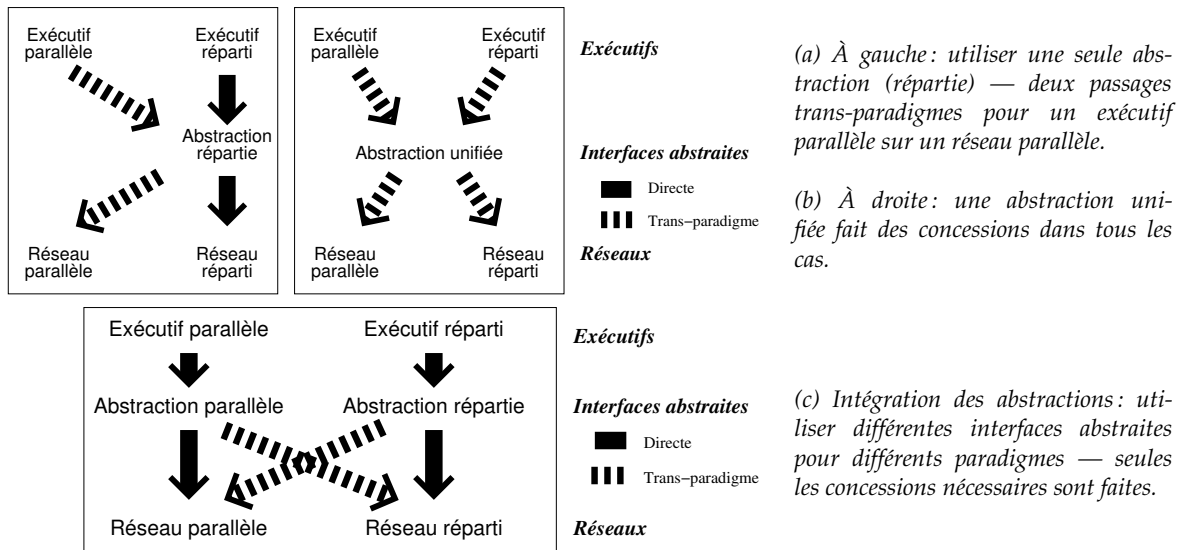 Exécutif
parallèle
Exécutif
réparti
Abstraction
répartie
Réseau
parallèle
Réseau
réparti
Exécutif
parallèle
Exécutif
réparti
Abstraction unifiée
Réseau
parallèle
Réseau
réparti
Exécutifs
Interfaces abstraites
Directe
Trans−paradigme
Réseaux
(a) À gauche : utiliser une seule abs-
traction (répartie) — deux passages
trans-paradigmes pour un exécutif
parallèle sur un réseau parallèle.
(b) À droite : une abstraction uni-
fiée fait des concessions dans tous les
cas.
Exécutif parallèle
Exécutif réparti
Abstraction parallèle
Abstraction répartie
Réseau parallèle
Réseau réparti
Exécutifs
Interfaces abstraites
Directe
Trans−paradigme
Réseaux
(c) Intégration des abstractions : uti-
liser différentes interfaces abstraites
pour différents paradigmes — seules
les concessions nécessaires sont faites.